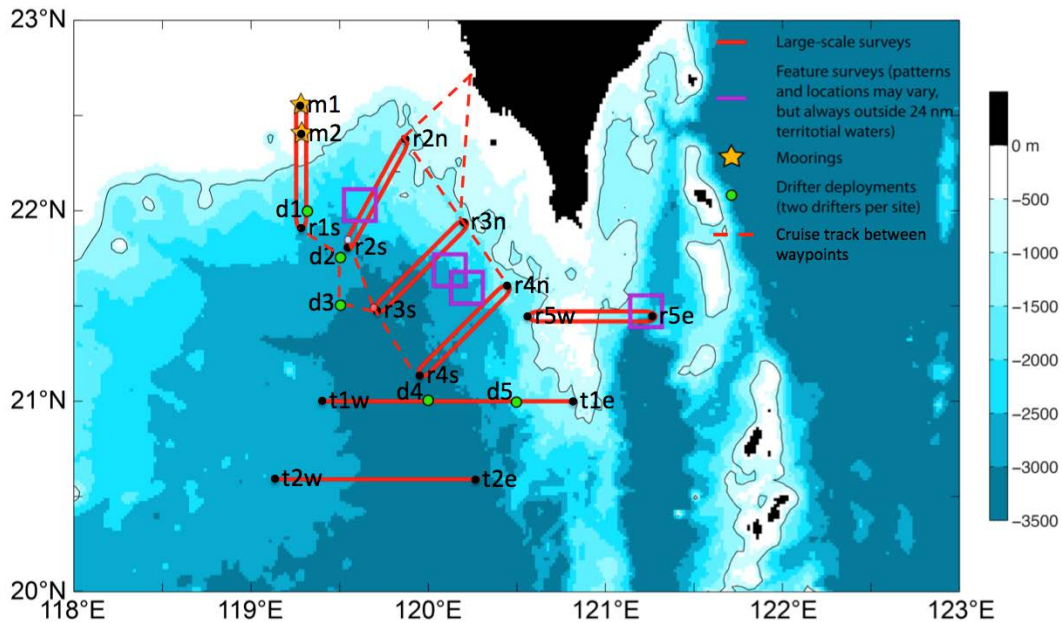 23°N
Large-scale surveys
Feature surveys (patterns
and locations may vary,
but always outside 24 nm
territotial waters)
Moorings
Drifter deployments
(two drifters per site)
Cruise track between
waypoints
m1
m2
r2n
0 m
−500
−1000
−1500
−2000
−2500
−3000
−3500
22°N
d1
r1s
r2s
r3n
d2
d3
r3s
r4n
r5w
r5e
r4s
21°N
t1w
d4
d5
t1e
t2w
t2e
20°N
118°E
119°E
120°E
121°E
122°E
123°E